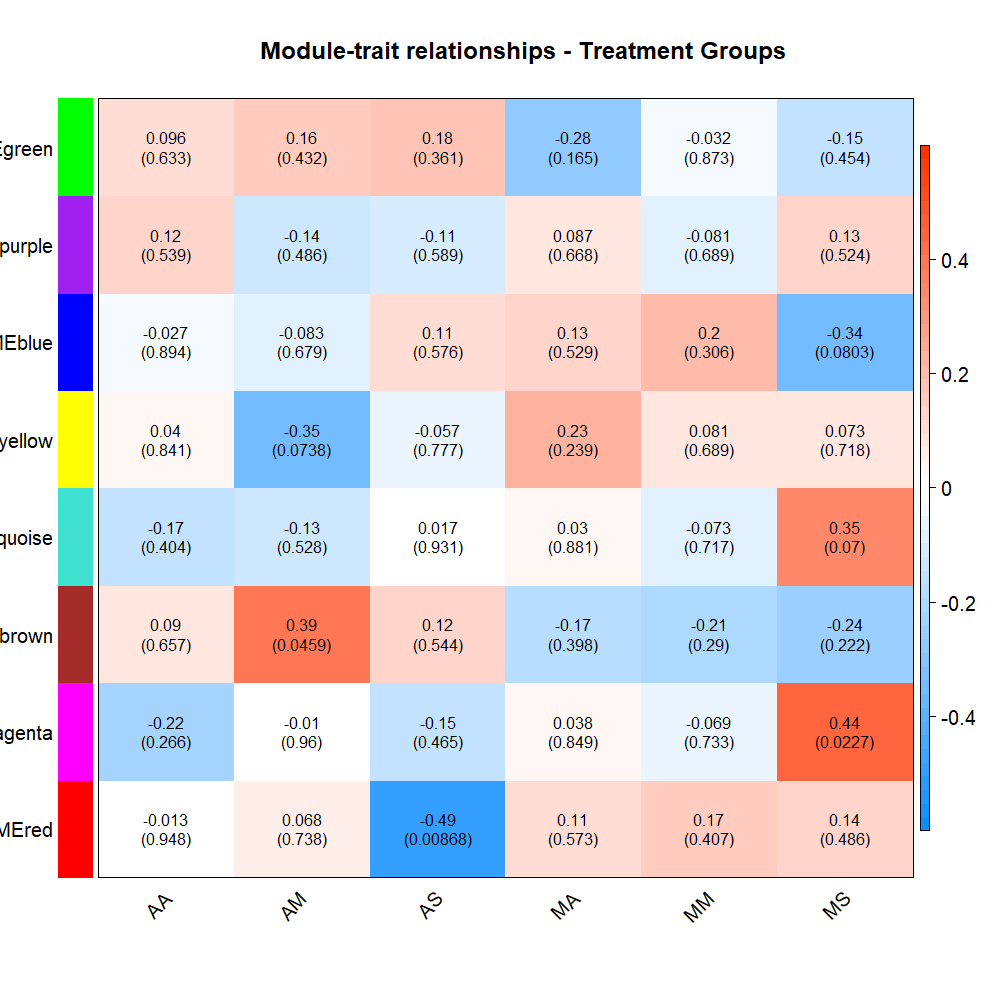 Module-trait relationships - Treatment Groups
Egreen
0.096 0.16 0.18 -0.28 -0.032 -0.15
(0.633) (0.432) (0.361) (0.165) (0.873) (0.454)
purple
0.12 -0.14 -0.11 0.087 -0.081 0.13
(0.539) (0.486) (0.589) (0.668) (0.689) (0.524)
MEblue
-0.027 -0.083 0.11 0.13 0.2 -0.34
(0.894) (0.679) (0.576) (0.529) (0.306) (0.0803)
yellow
0.04 -0.35 -0.057 0.23 0.081 0.073
(0.841) (0.0738) (0.777) (0.239) (0.689) (0.718)
quoise
-0.17 -0.13 0.017 0.03 -0.073 0.35
(0.404) (0.528) (0.931) (0.881) (0.717) (0.07)
brown
0.09 0.39 0.12 -0.17 -0.21 -0.24
(0.657) (0.0459) (0.544) (0.398) (0.29) (0.222)
agenta
-0.22 -0.01 -0.15 0.038 -0.069 0.44
(0.266) (0.96) (0.465) (0.849) (0.733) (0.0227)
MEred
-0.013 0.068 -0.49 0.11 0.17 0.14
(0.948) (0.738) (0.00868) (0.573) (0.407) (0.486)
AA AM AS MA MM MS
0.4
0.2
0
-0.2
-0.4